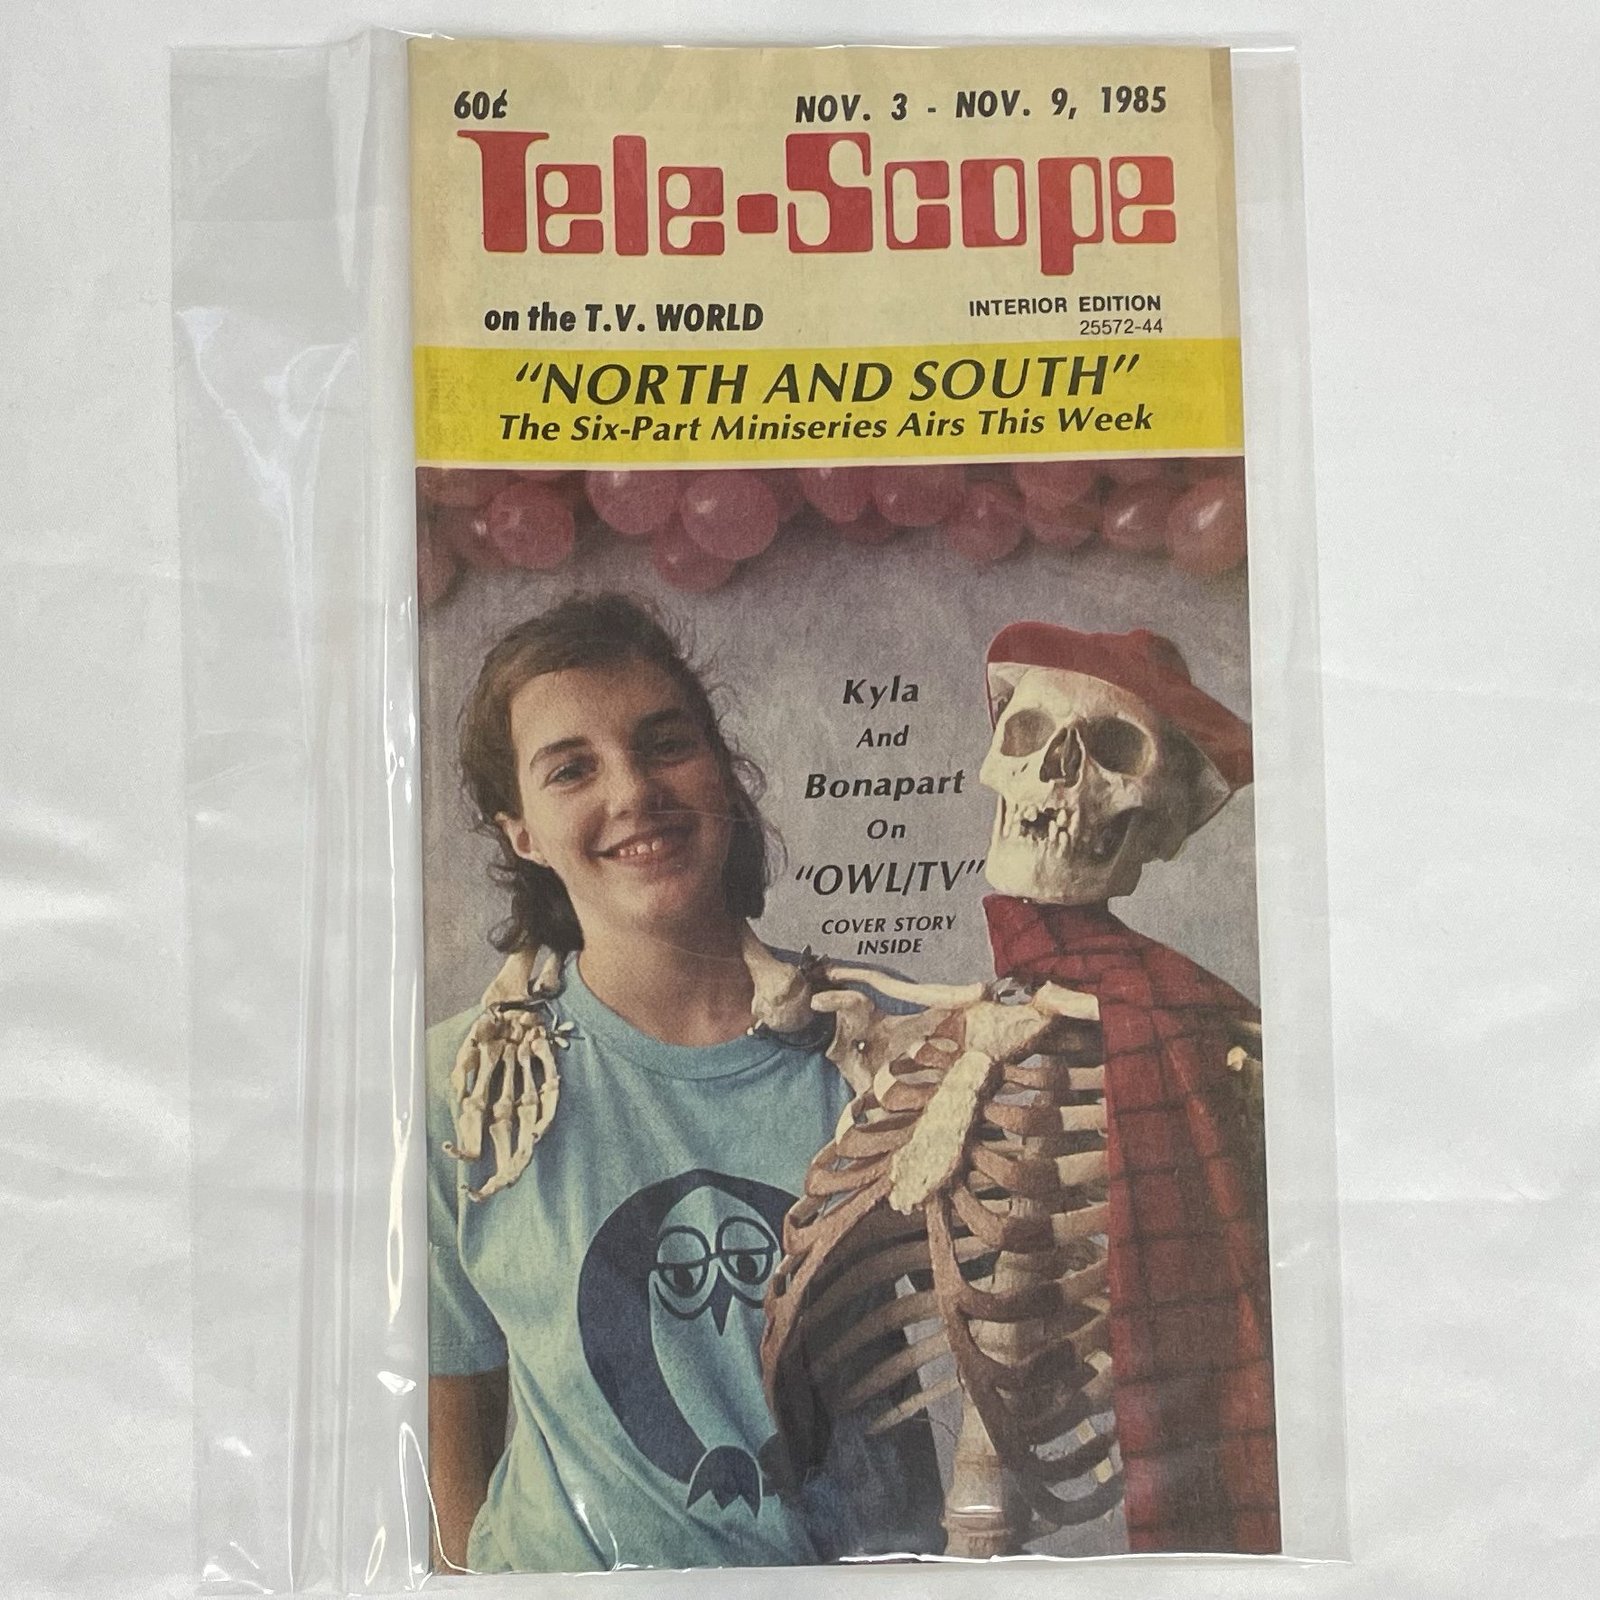 60¢
NOV. 3 - NOV. 9, 1985
Tele-Scope
on the T.V. WORLD
INTERIOR EDITION
25572-44
"NORTH AND SOUTH"
The Six-Part Miniseries Airs This Week
Kyla
And
Bonapart
On
"OWL/TV"
COVER STORY
INSIDE